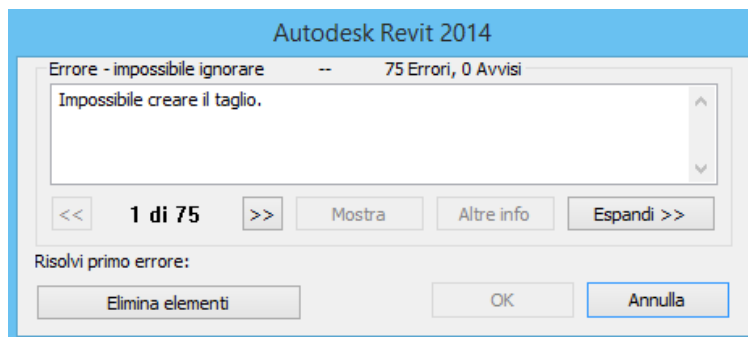 Autodesk Revit 2014
Errore - impossibile ignorare -- 75 Errori, 0 Avvisi
Impossibile creare il taglio.
<< 1 di 75 >> Mostra Altre info Espandi >>
Risolvi primo errore:
Elimina elementi OK Annulla